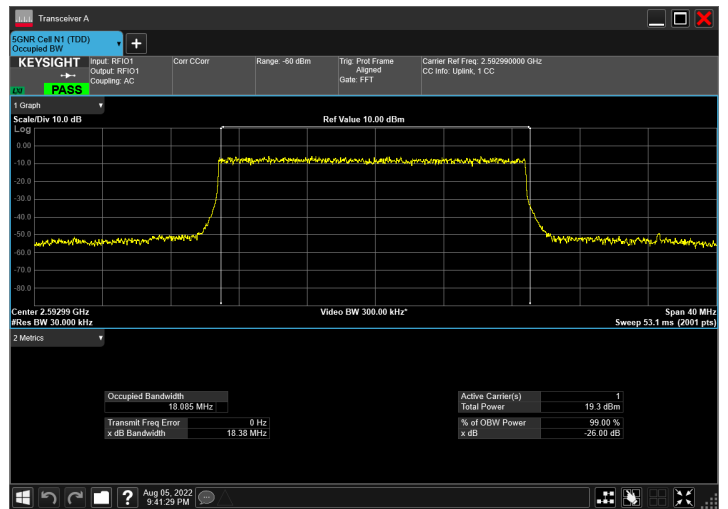 Transceiver A
5GNR Cell N1 (TDD)
Occupied BW
KEYSIGHT
Input: RFIO1
Output: RFIO1
Coupling: AC
Corr CCorr
Range: -60 dBm
Trig: Prot Frame
Aligned
Gate: FFT
Carrier Ref Freq: 2.592990000 GHz
CC Info: Uplink, 1 CC
LXI PASS
1 Graph
Scale/Div 10.0 dB
Ref Value 10.00 dBm
Log
0.00
-10.0
-20.0
-30.0
-40.0
-50.0
-60.0
-70.0
-80.0
Center 2.59299 GHz
Video BW 300.00 kHz*
Span 40 MHz
#Res BW 30.000 kHz
Sweep 53.1 ms (2001 pts)
2 Metrics
Occupied Bandwidth
18.085 MHz
Transmit Freq Error 0 Hz
x dB Bandwidth 18.38 MHz
Active Carrier(s) 1
Total Power 19.3 dBm
% of OBW Power 99.00 %
x dB -26.00 dB
Aug 05, 2022
9:41:29 PM